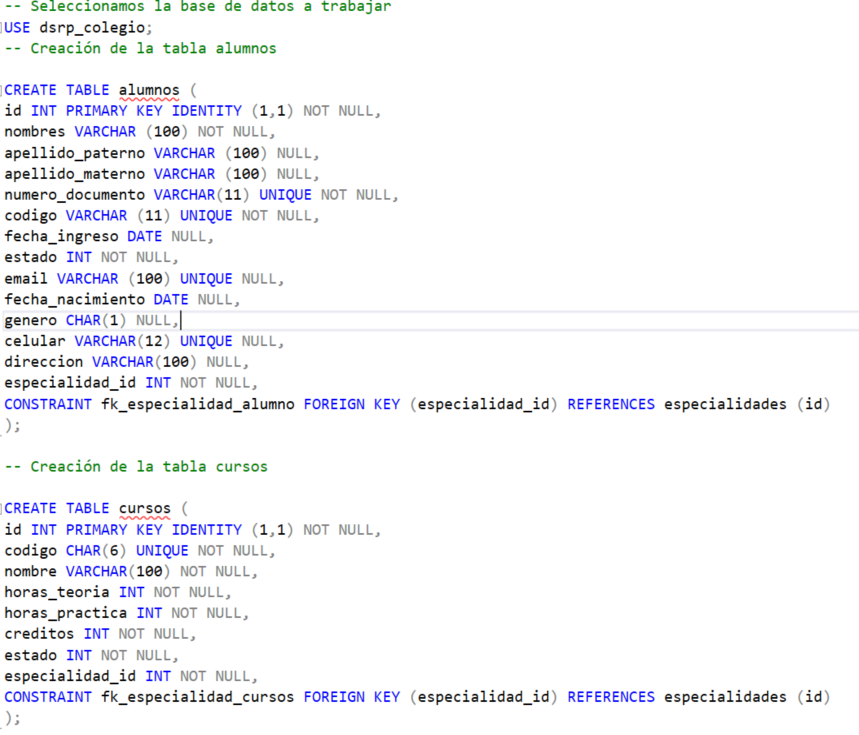 -- Seleccionamos la base de datos a trabajar
USE dsrp_colegio;
-- Creación de la tabla alumnos
CREATE TABLE alumnos (
id INT PRIMARY KEY IDENTITY (1,1) NOT NULL,
nombres VARCHAR (100) NOT NULL,
apellido_paterno VARCHAR (100) NULL,
apellido_materno VARCHAR (100) NULL,
numero_documento VARCHAR(11) UNIQUE NOT NULL,
codigo VARCHAR (11) UNIQUE NOT NULL,
fecha_ingreso DATE NULL,
estado INT NOT NULL,
email VARCHAR (100) UNIQUE NULL,
fecha_nacimiento DATE NULL,
genero CHAR(1) NULL,
celular VARCHAR(12) UNIQUE NULL,
direccion VARCHAR(100) NULL,
especialidad_id INT NOT NULL,
CONSTRAINT fk_especialidad_alumno FOREIGN KEY (especialidad_id) REFERENCES especialidades (id)
);
-- Creación de la tabla cursos
CREATE TABLE cursos (
id INT PRIMARY KEY IDENTITY (1,1) NOT NULL,
codigo CHAR(6) UNIQUE NOT NULL,
nombre VARCHAR(100) NOT NULL,
horas_teoria INT NOT NULL,
horas_practica INT NOT NULL,
creditos INT NOT NULL,
estado INT NOT NULL,
especialidad_id INT NOT NULL,
CONSTRAINT fk_especialidad_cursos FOREIGN KEY (especialidad_id) REFERENCES especialidades (id)
);